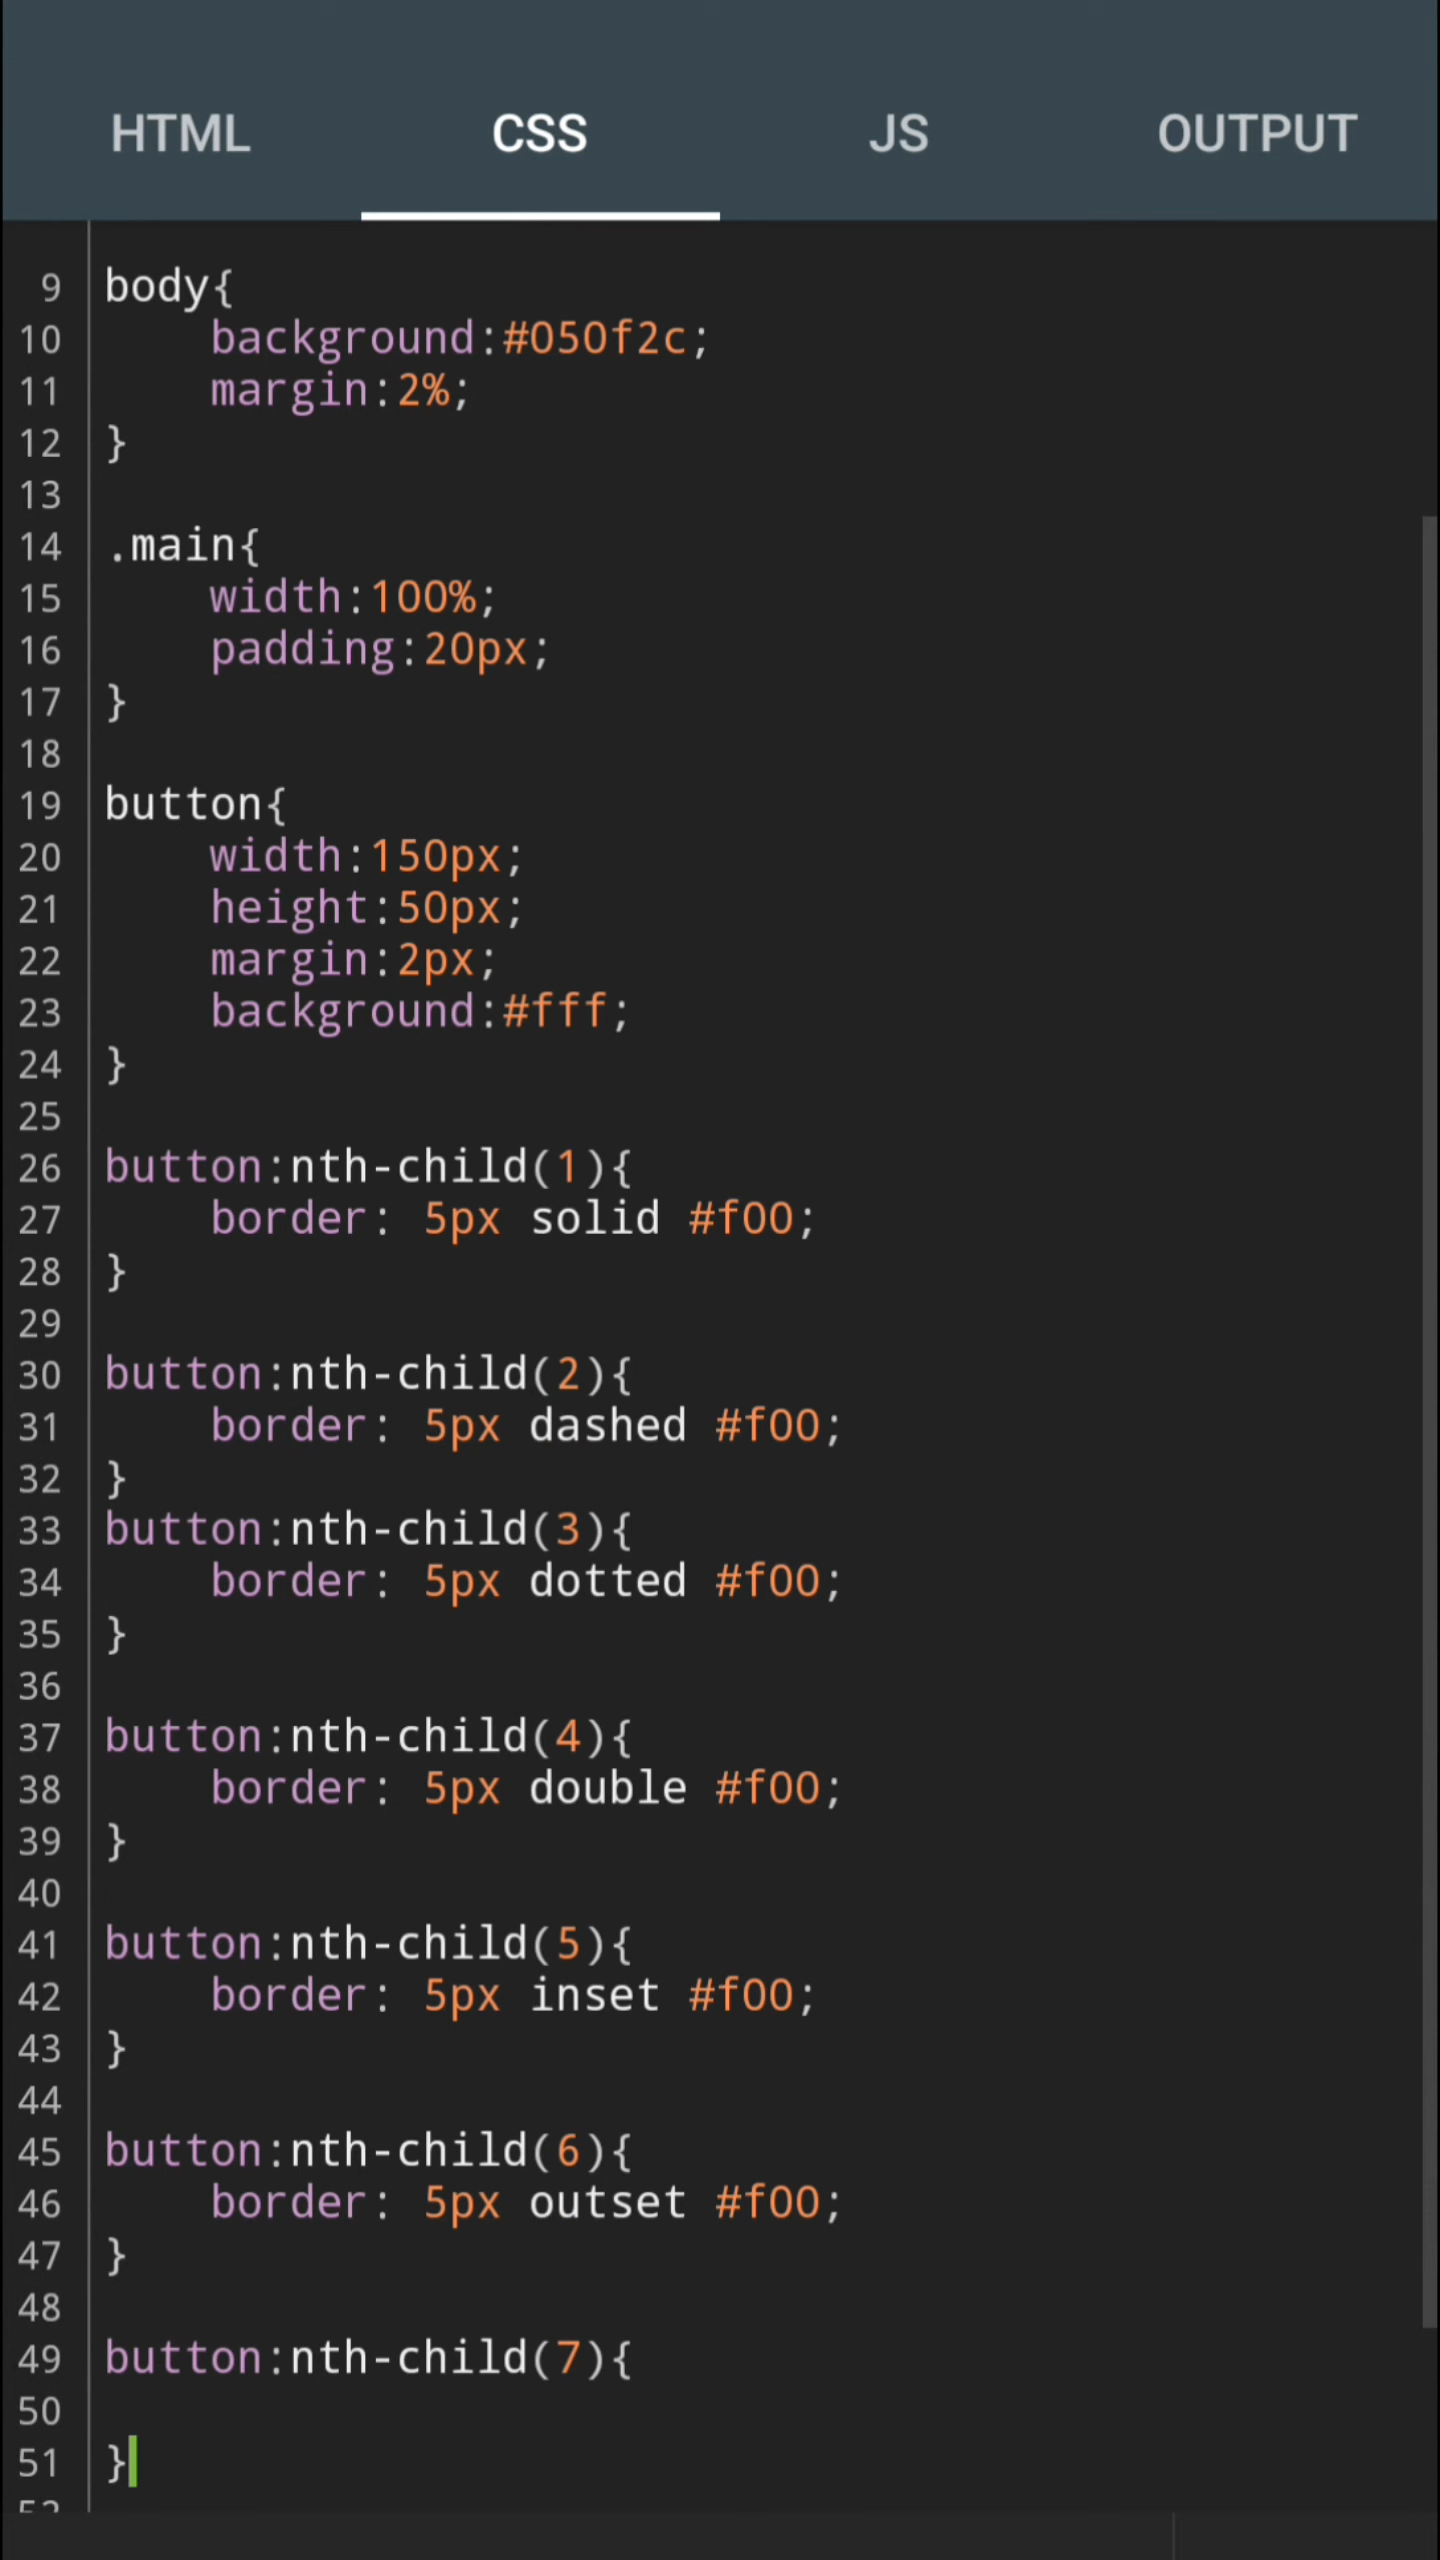 HTML CSS JS OUTPUT
9 body{
10     background:#050f2c;
11     margin:2%;
12 }
13
14 .main{
15     width:100%;
16     padding:20px;
17 }
18
19 button{
20     width:150px;
21     height:50px;
22     margin:2px;
23     background:#fff;
24 }
25
26 button:nth-child(1){
27     border: 5px solid #f00;
28 }
29
30 button:nth-child(2){
31     border: 5px dashed #f00;
32 }
33 button:nth-child(3){
34     border: 5px dotted #f00;
35 }
36
37 button:nth-child(4){
38     border: 5px double #f00;
39 }
40
41 button:nth-child(5){
42     border: 5px inset #f00;
43 }
44
45 button:nth-child(6){
46     border: 5px outset #f00;
47 }
48
49 button:nth-child(7){
50
51 }
52